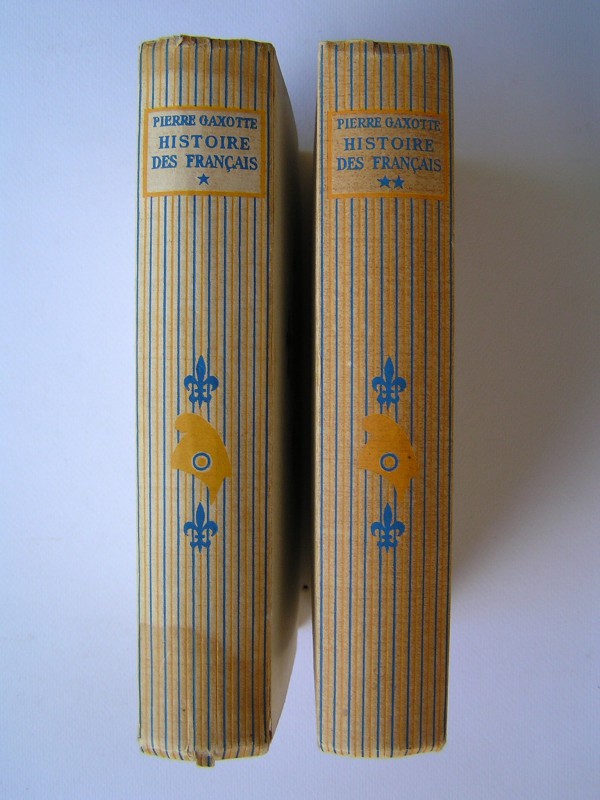 PIERRE GAXOTTE
HISTOIRE
DES FRANÇAIS
★
PIERRE GAXOTTE
HISTOIRE
DES FRANÇAIS
★★